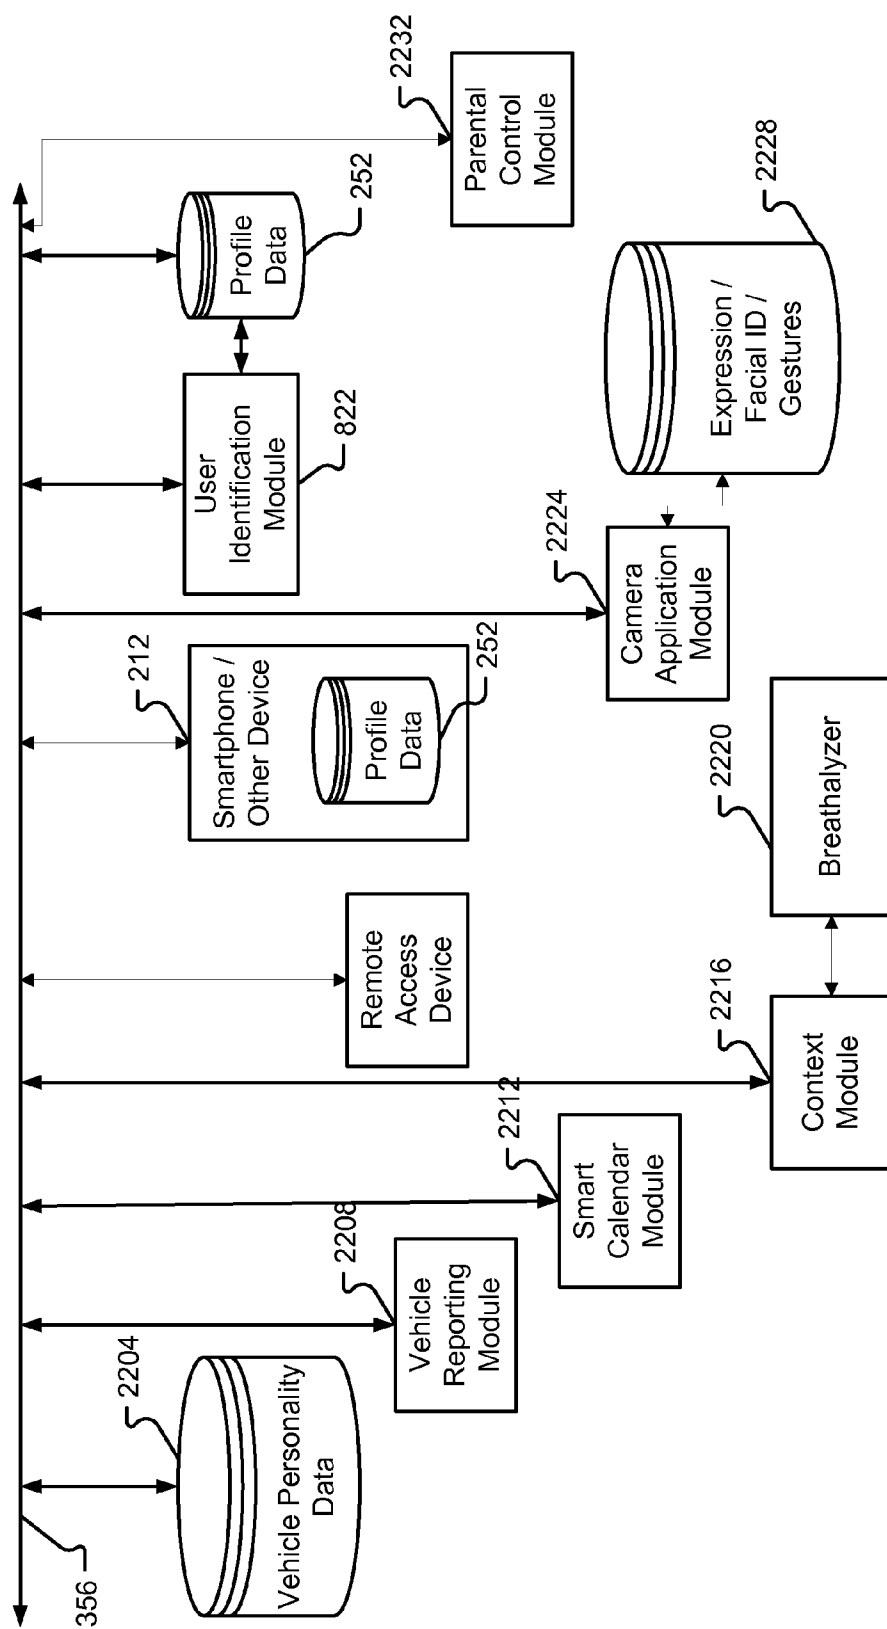 356
2204
Vehicle Personality
Data
2208
Vehicle
Reporting
Module
2212
Smart
Calendar
Module
2216
Context
Module
2220
Breathalyzer
Remote
Access
Device
212
Smartphone /
Other Device
Profile
Data
252
2224
Camera
Application
Module
2228
Expression /
Facial ID /
Gestures
User
Identification
Module
822
Profile
Data
252
2232
Parental
Control
Module